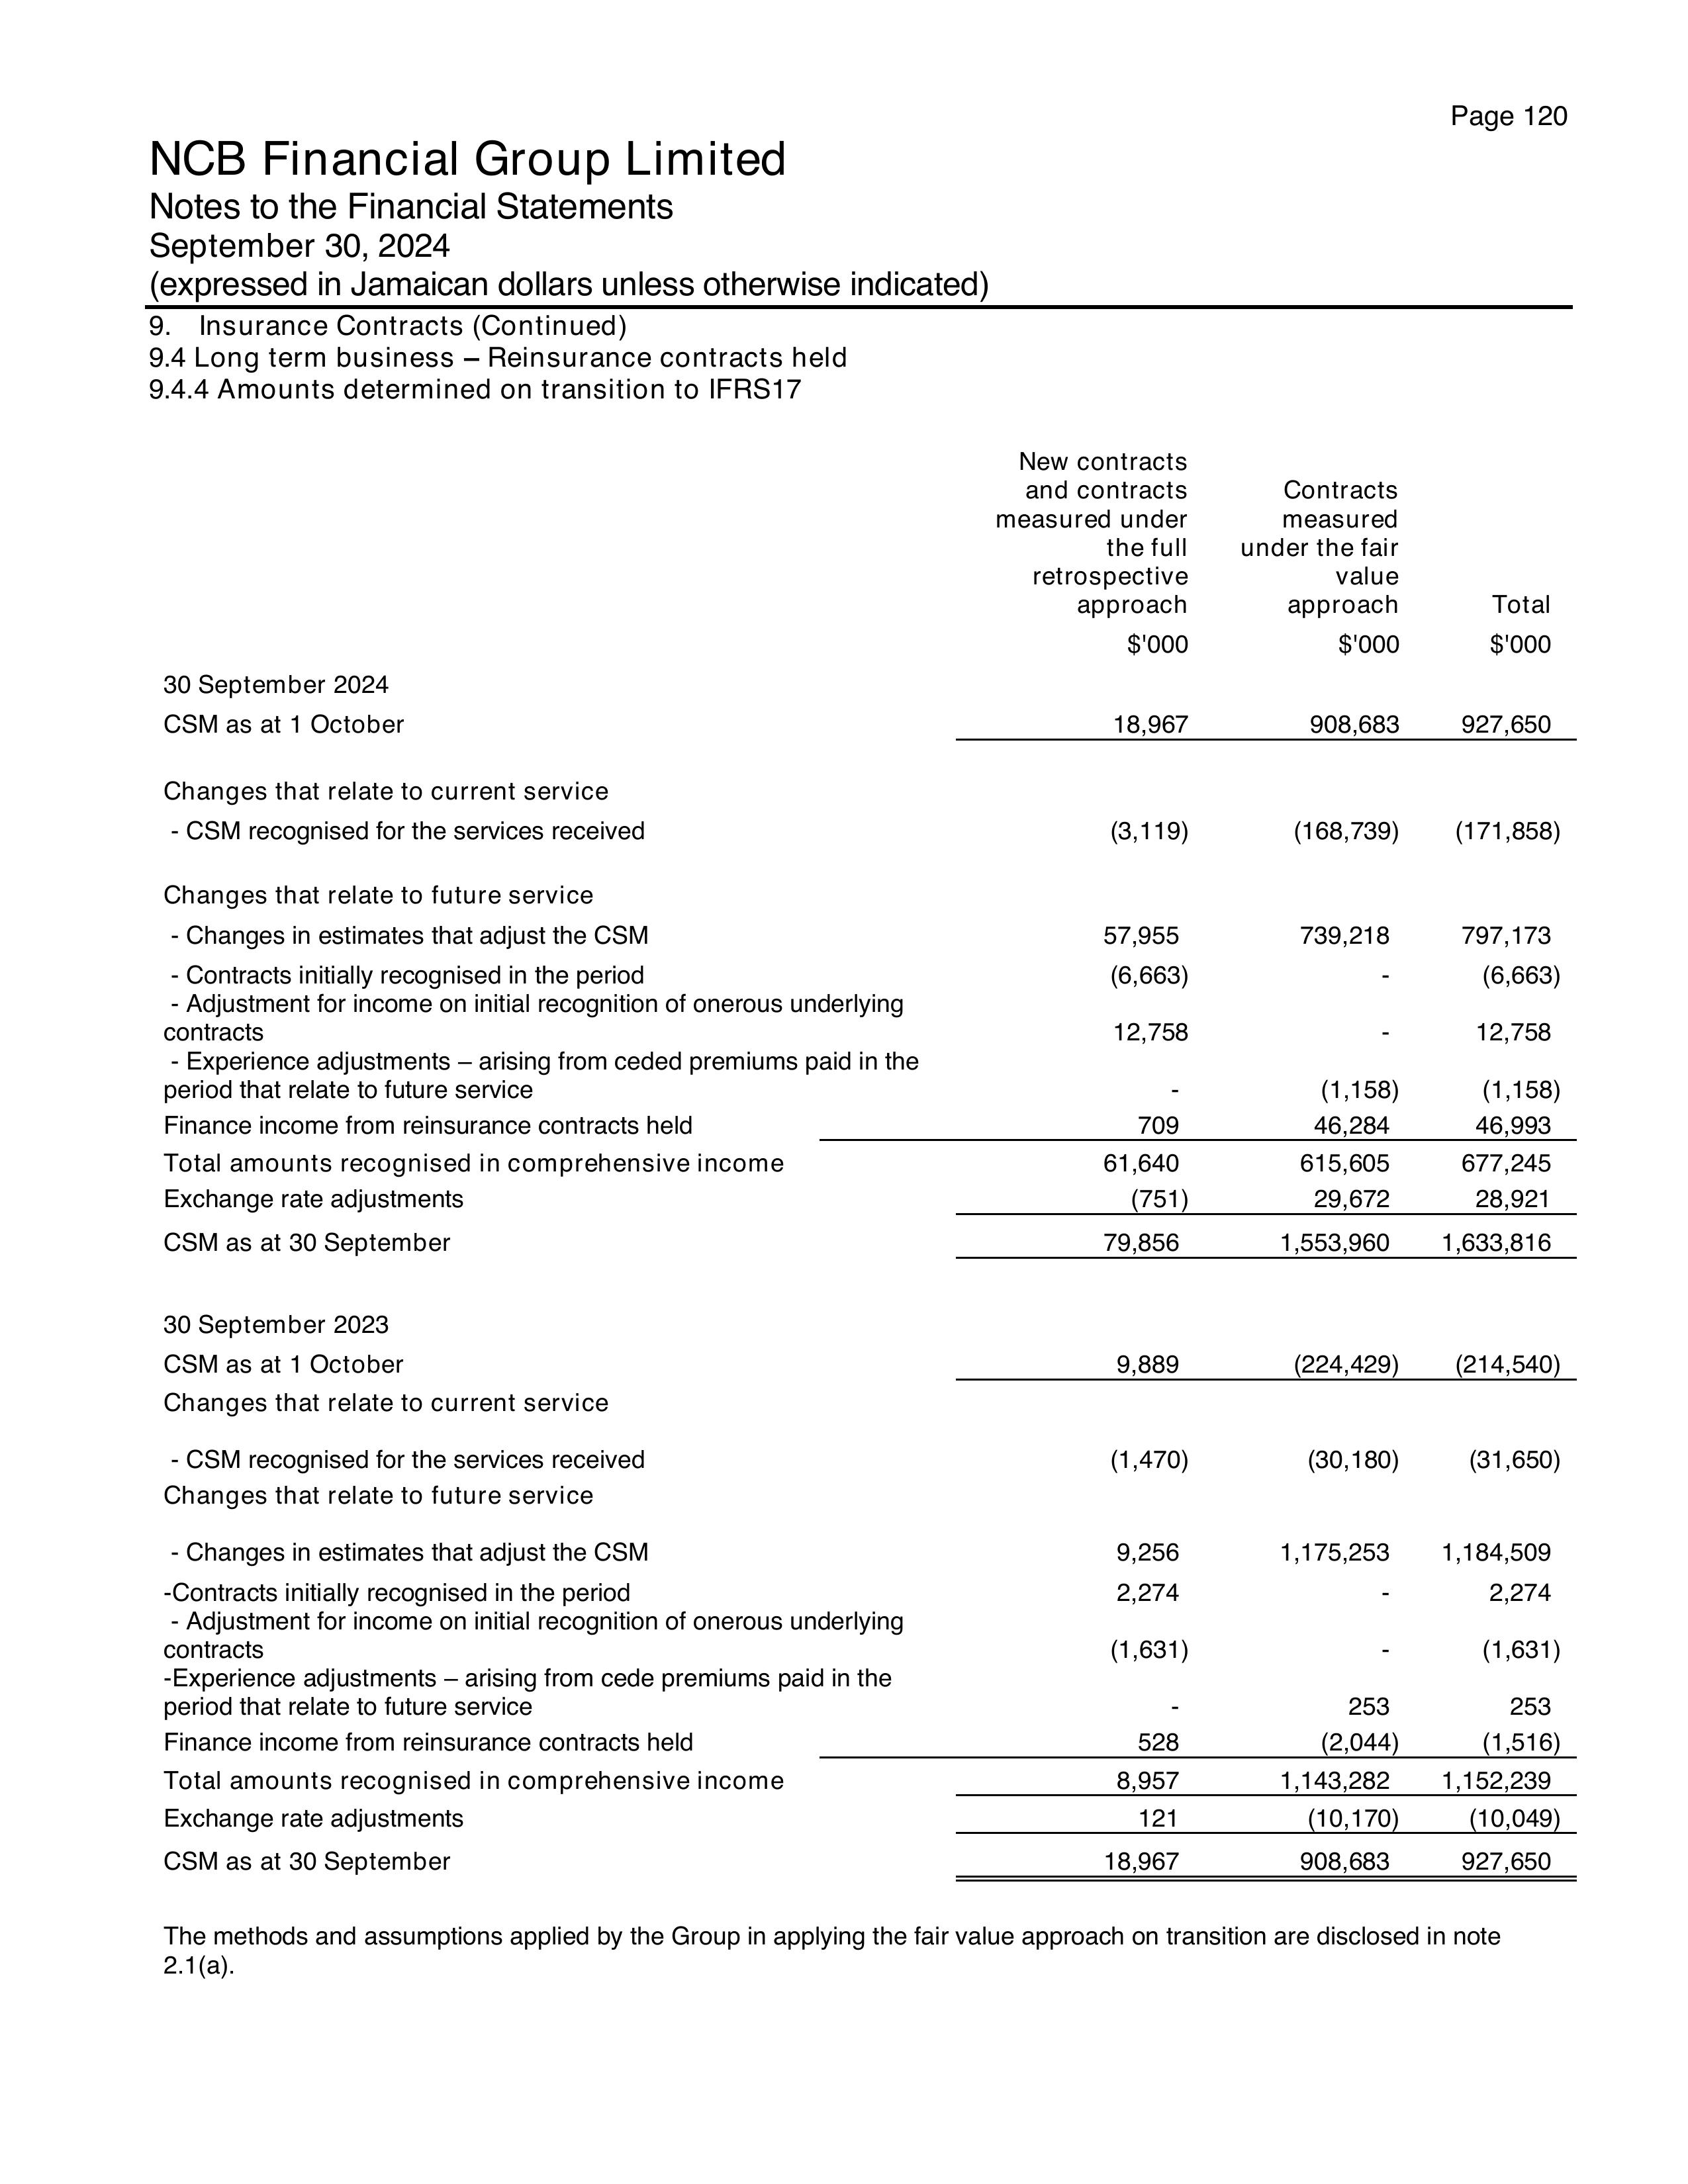 Page 120
NCB Financial Group Limited
Notes to the Financial Statements
September 30, 2024
(expressed in Jamaican dollars unless otherwise indicated)
9. Insurance Contracts (Continued)
9.4 Long term business – Reinsurance contracts held
9.4.4 Amounts determined on transition to IFRS17
New contracts
and contracts Contracts
measured under measured
the full under the fair
retrospective value
approach approach Total
$'000 $'000 $'000
30 September 2024
CSM as at 1 October 18,967 908,683 927,650
Changes that relate to current service
- CSM recognised for the services received (3,119) (168,739) (171,858)
Changes that relate to future service
- Changes in estimates that adjust the CSM 57,955 739,218 797,173
- Contracts initially recognised in the period (6,663) - (6,663)
- Adjustment for income on initial recognition of onerous underlying
contracts 12,758 - 12,758
- Experience adjustments – arising from ceded premiums paid in the
period that relate to future service - (1,158) (1,158)
Finance income from reinsurance contracts held 709 46,284 46,993
Total amounts recognised in comprehensive income 61,640 615,605 677,245
Exchange rate adjustments (751) 29,672 28,921
CSM as at 30 September 79,856 1,553,960 1,633,816
30 September 2023
CSM as at 1 October 9,889 (224,429) (214,540)
Changes that relate to current service
- CSM recognised for the services received (1,470) (30,180) (31,650)
Changes that relate to future service
- Changes in estimates that adjust the CSM 9,256 1,175,253 1,184,509
-Contracts initially recognised in the period 2,274 - 2,274
- Adjustment for income on initial recognition of onerous underlying
contracts (1,631) - (1,631)
-Experience adjustments – arising from cede premiums paid in the
period that relate to future service - 253 253
Finance income from reinsurance contracts held 528 (2,044) (1,516)
Total amounts recognised in comprehensive income 8,957 1,143,282 1,152,239
Exchange rate adjustments 121 (10,170) (10,049)
CSM as at 30 September 18,967 908,683 927,650
The methods and assumptions applied by the Group in applying the fair value approach on transition are disclosed in note
2.1(a).